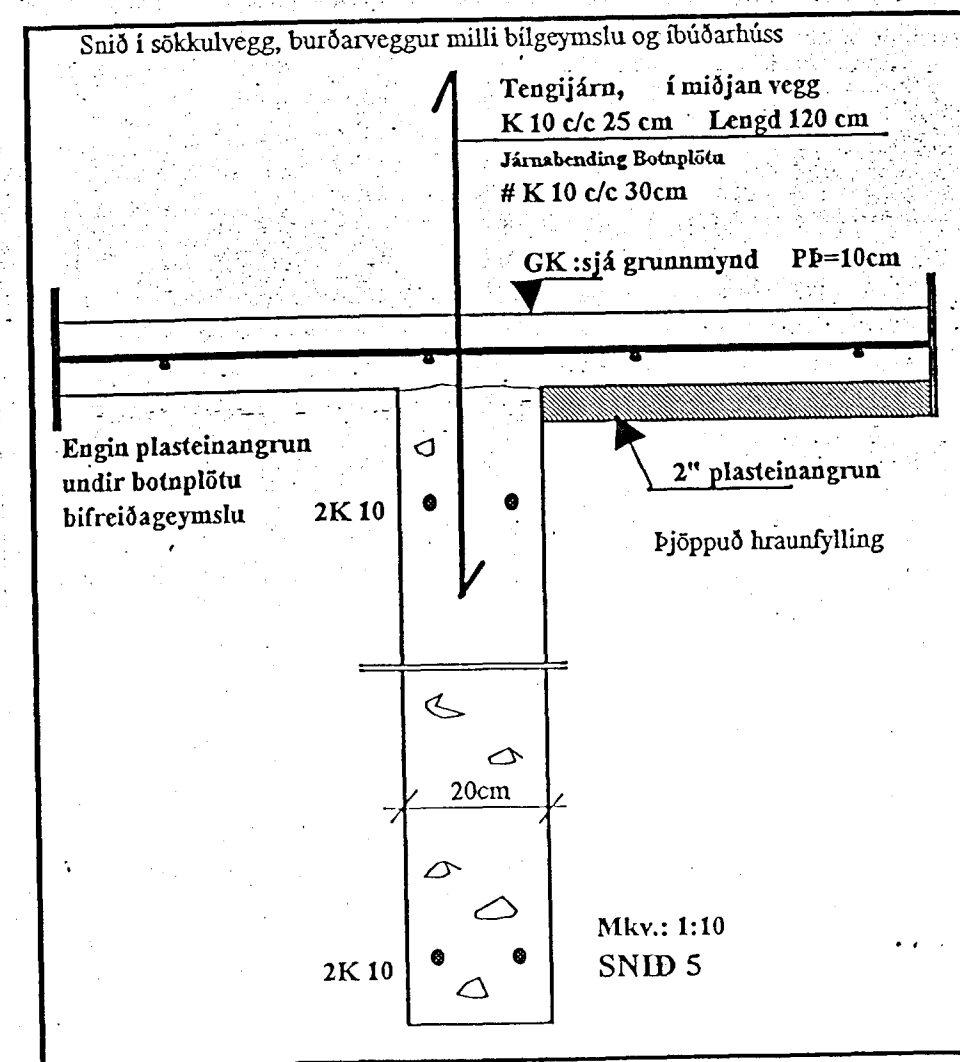 Snið í sökkulvegg, burðarveggur milli bílgeymslu og íbúðarhúss
Tengijárn, í miðjan vegg
K 10 c/c 25 cm Lengd 120 cm
Járnabending Botnplötu
# K 10 c/c 30cm
GK :sjá grunnmynd PÞ=10cm
Engin plasteinangrun
undir botnplötu
bifreiðageymslu
2K 10
2" plasteinangrun
Þjöppuð hraunfylling
20cm
2K 10
Mkv.: 1:10
SNIÐ 5